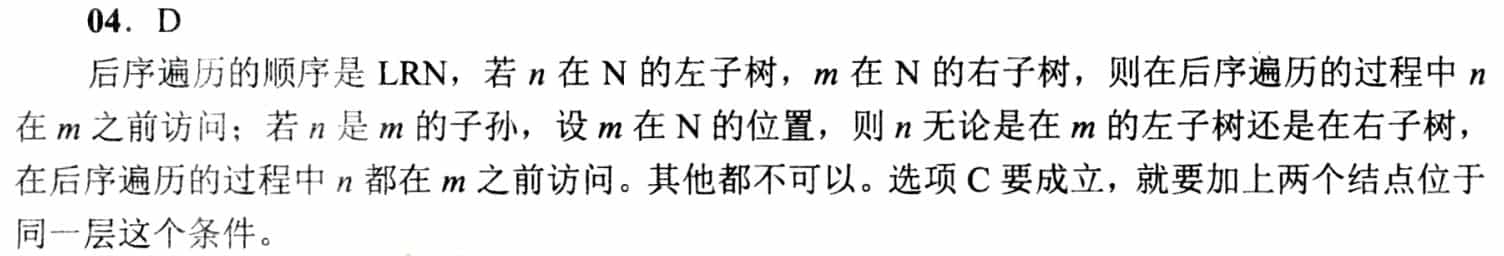 04. D
后序遍历的顺序是 LRN，若 n 在 N 的左子树，m 在 N 的右子树，则在后序遍历的过程中 n
在 m 之前访问；若 n 是 m 的子孙，设 m 在 N 的位置，则 n 无论是在 m 的左子树还是在右子树，
在后序遍历的过程中 n 都在 m 之前访问。其他都不可以。选项 C 要成立，就要加上两个结点位于
同一层这个条件。